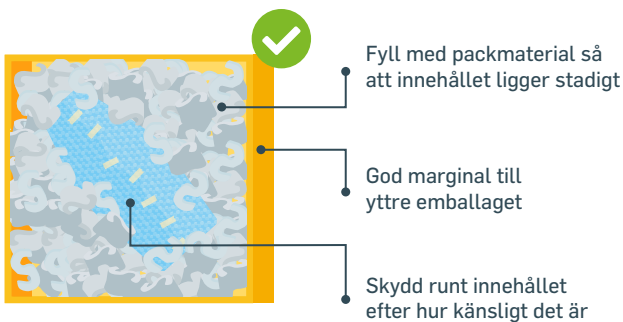 Fyll med packmaterial så
att innehållet ligger stadigt
God marginal till
yttre emballaget
Skydd runt innehållet
efter hur känsligt det är